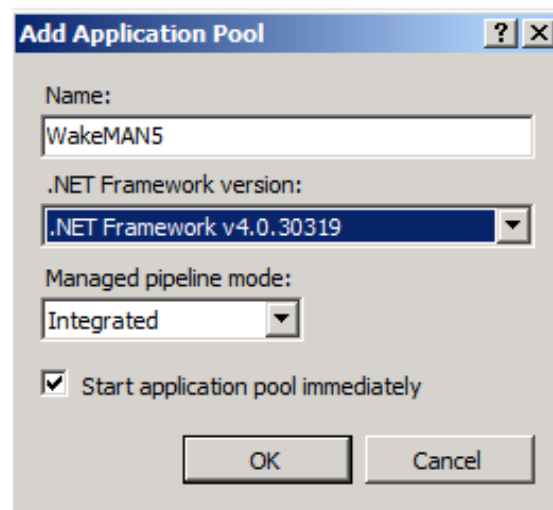 Add Application Pool
Name:
WakeMAN5
.NET Framework version:
.NET Framework v4.0.30319
Managed pipeline mode:
Integrated
Start application pool immediately
OK Cancel